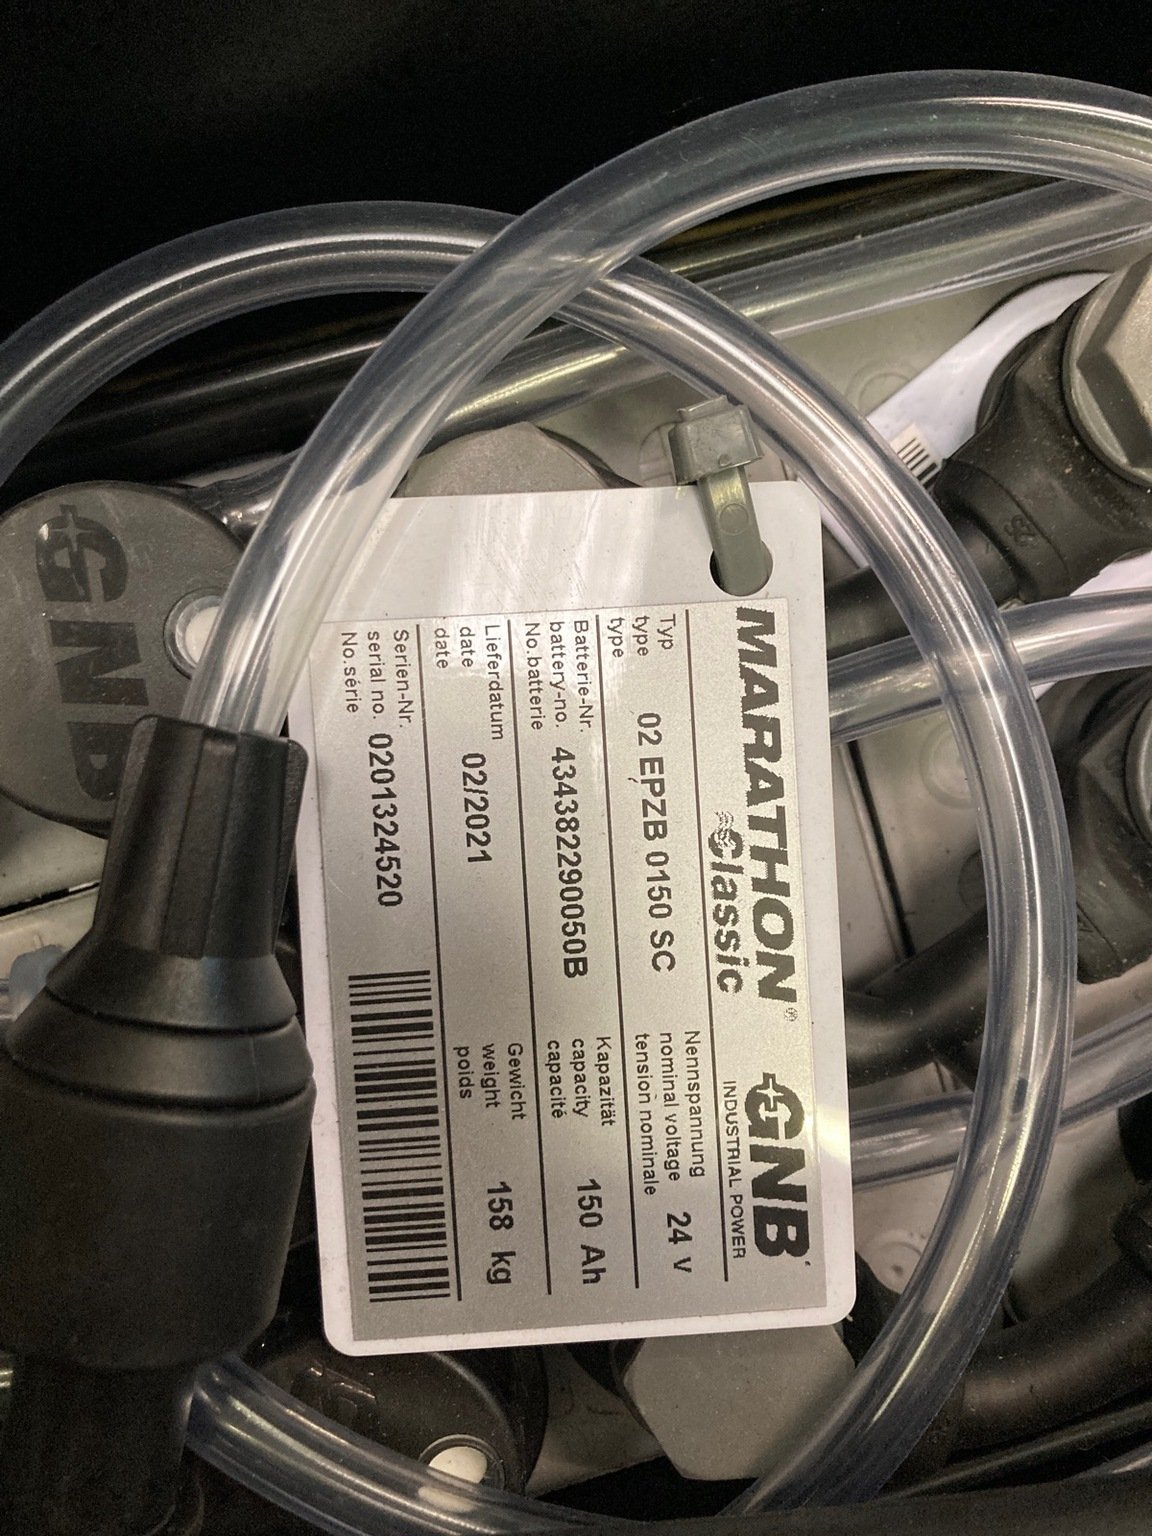 MARATHON®
Classic
GNB
INDUSTRIAL POWER
Typ
type
type
02 EPZB 0150 SC
Nennspannung
nominal voltage
tension nominale
24 V
Batterie-Nr.
battery-no.
No.batterie
434382290050B
Kapazität
capacity
capacité
150 Ah
Lieferdatum
date
date
02/2021
Gewicht
weight
poids
158 kg
Serien-Nr.
serial no.
No.série
0201324520
GNB